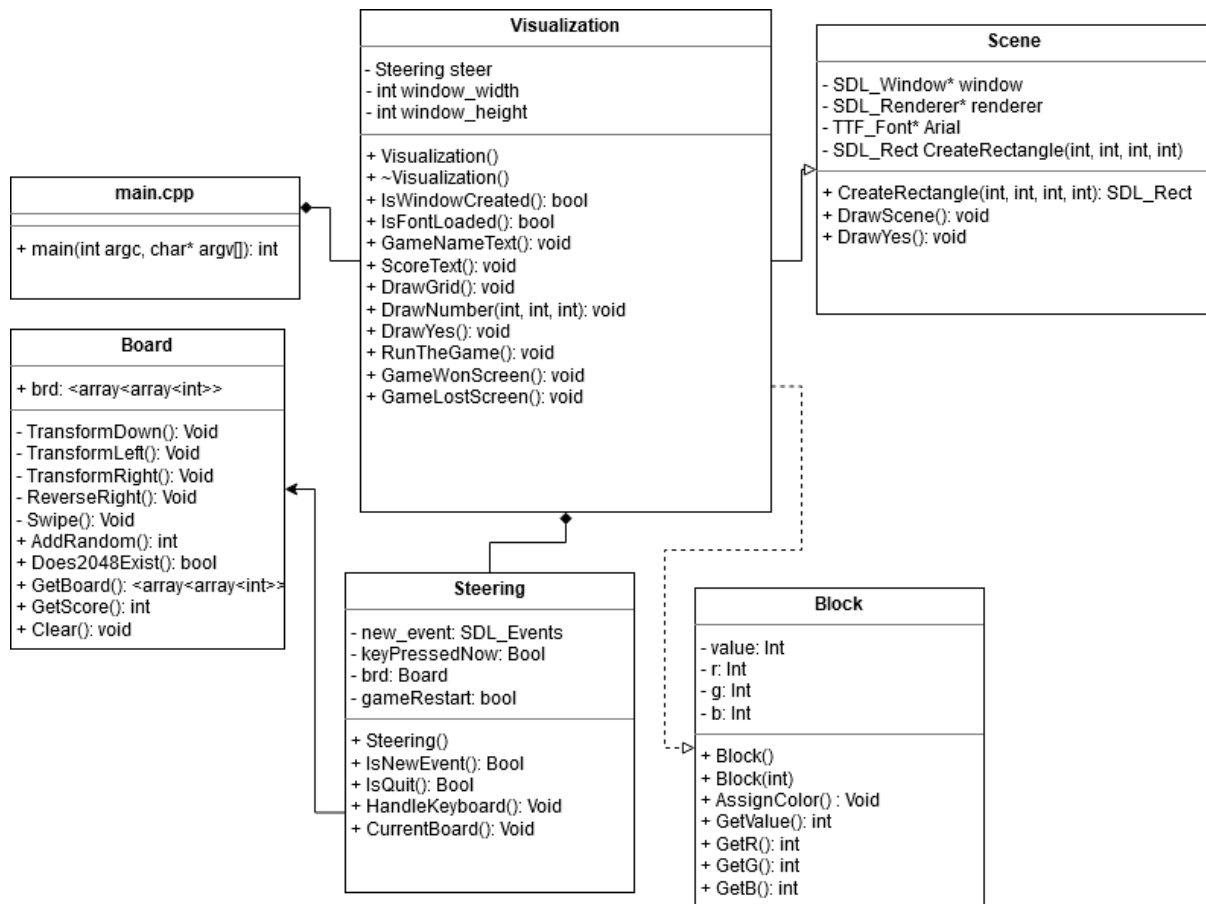 Visualization
- Steering steer
- int window_width
- int window_height
+ Visualization()
+ ~Visualization()
+ IsWindowCreated(): bool
+ IsFontLoaded(): bool
+ GameNameText(): void
+ ScoreText(): void
+ DrawGrid(): void
+ DrawNumber(int, int, int): void
+ DrawYes(): void
+ RunTheGame(): void
+ GameWonScreen(): void
+ GameLostScreen(): void
Scene
- SDL_Window* window
- SDL_Renderer* renderer
- TTF_Font* Arial
- SDL_Rect CreateRectangle(int, int, int, int)
+ CreateRectangle(int, int, int, int): SDL_Rect
+ DrawScene(): void
+ DrawYes(): void
main.cpp
+ main(int argc, char* argv[]): int
Board
+ brd: <array<array<int>>
- TransformDown(): Void
- TransformLeft(): Void
- TransformRight(): Void
- ReverseRight(): Void
- Swipe(): Void
+ AddRandom(): int
+ Does2048Exist(): bool
+ GetBoard(): <array<array<int>>
+ GetScore(): int
+ Clear(): void
Steering
- new_event: SDL_Events
- keyPressedNow: Bool
- brd: Board
- gameRestart: bool
+ Steering()
+ IsNewEvent(): Bool
+ IsQuit(): Bool
+ HandleKeyboard(): Void
+ CurrentBoard(): Void
Block
- value: Int
- r: Int
- g: Int
- b: Int
+ Block()
+ Block(int)
+ AssignColor() : Void
+ GetValue(): int
+ GetR(): int
+ GetG(): int
+ GetB(): int